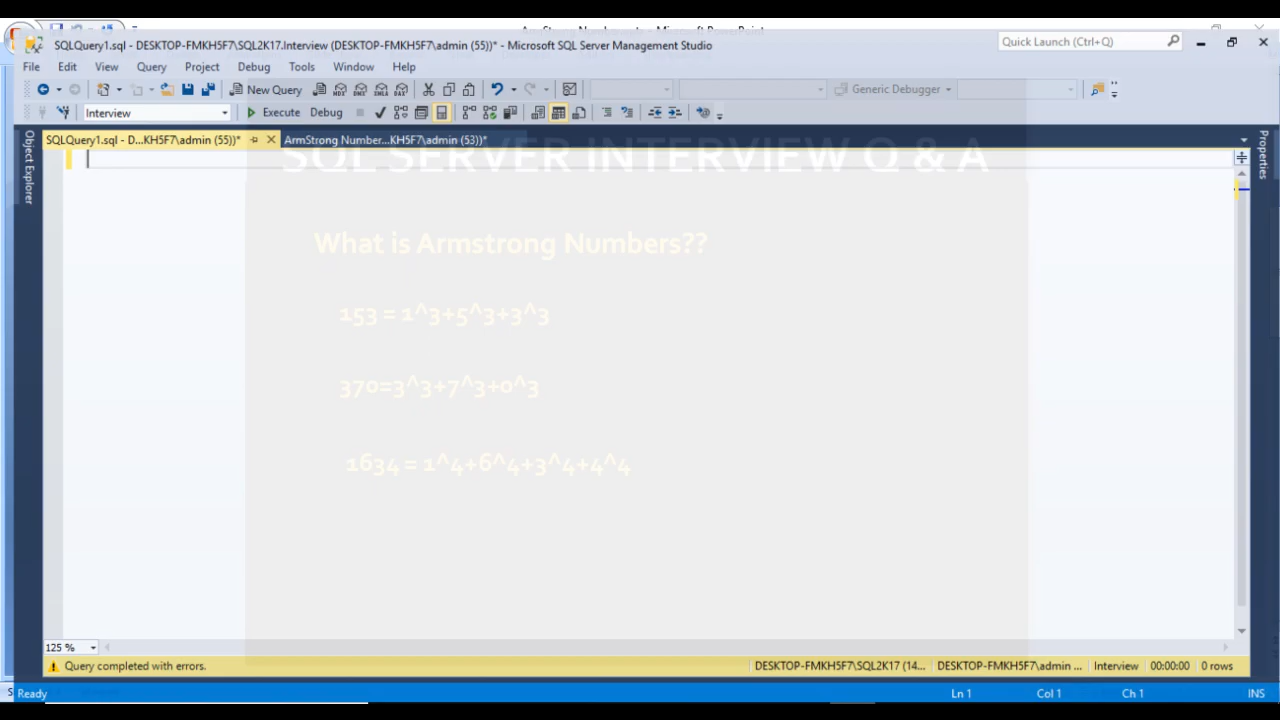 SQLQuery1.sql - DESKTOP-FMKH5F7\SQL2K17.Interview (DESKTOP-FMKH5F7\admin (55))* - Microsoft SQL Server Management Studio
Quick Launch (Ctrl+Q)
File Edit View Query Project Debug Tools Window Help
New Query
MDX DMX XMLA DAX
Generic Debugger
Interview
Execute Debug
SQLQuery1.sql - D...KH5F7\admin (55))*
ArmStrong Number...KH5F7\admin (53))*
Object Explorer
Properties
SQL SERVER INTERVIEW Q & A
What is Armstrong Numbers??
153 = 1^3+5^3+3^3
370=3^3+7^3+0^3
1634 = 1^4+6^4+3^4+4^4
125 %
Query completed with errors.
DESKTOP-FMKH5F7\SQL2K17 (14... DESKTOP-FMKH5F7\admin ... Interview 00:00:00 0 rows
Ready
Ln 1 Col 1 Ch 1 INS